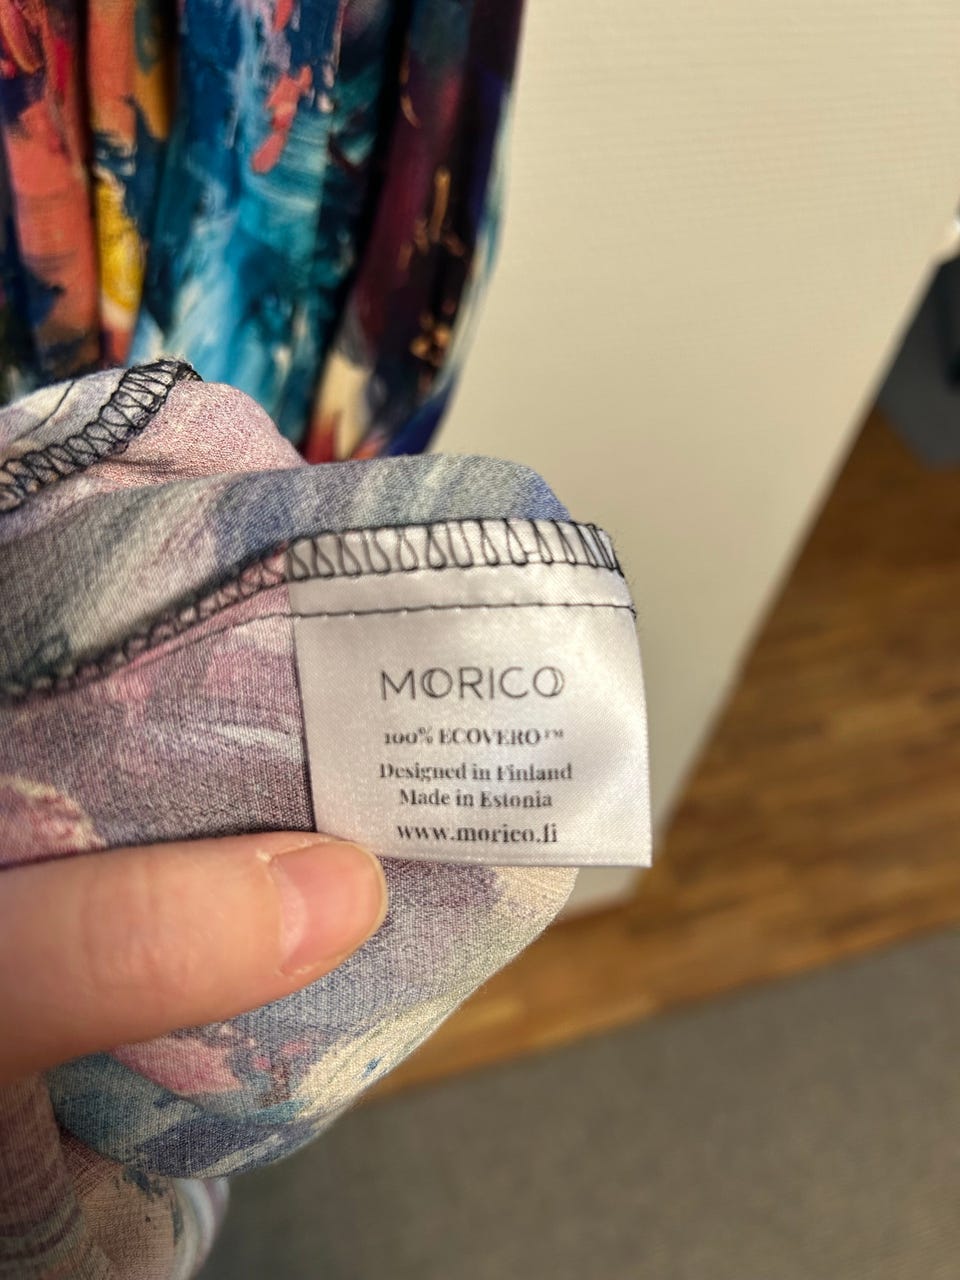 MORICO
100% ECOVERO™
Designed in Finland
Made in Estonia
www.morico.fi